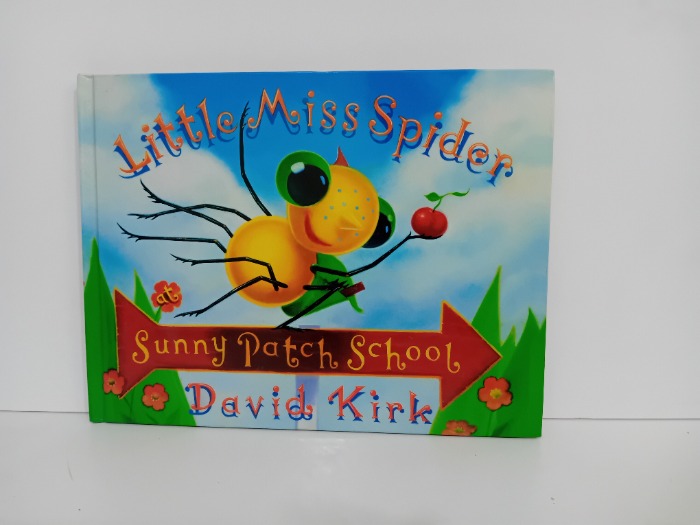 Little Miss Spider
at
Sunny Patch School
David Kirk